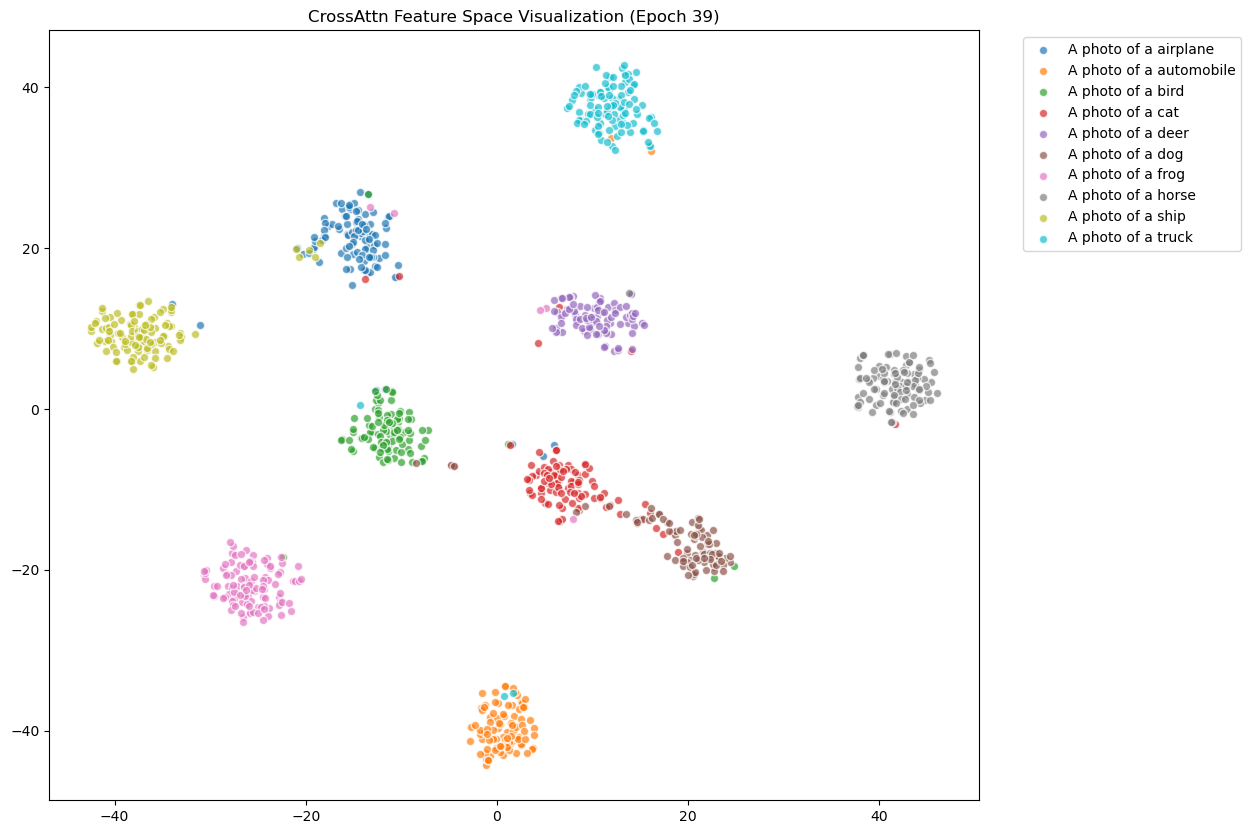 CrossAttn Feature Space Visualization (Epoch 39)
A photo of a airplane
A photo of a automobile
A photo of a bird
A photo of a cat
A photo of a deer
A photo of a dog
A photo of a frog
A photo of a horse
A photo of a ship
A photo of a truck
40
20
0
−20
−40
−40 −20 0 20 40